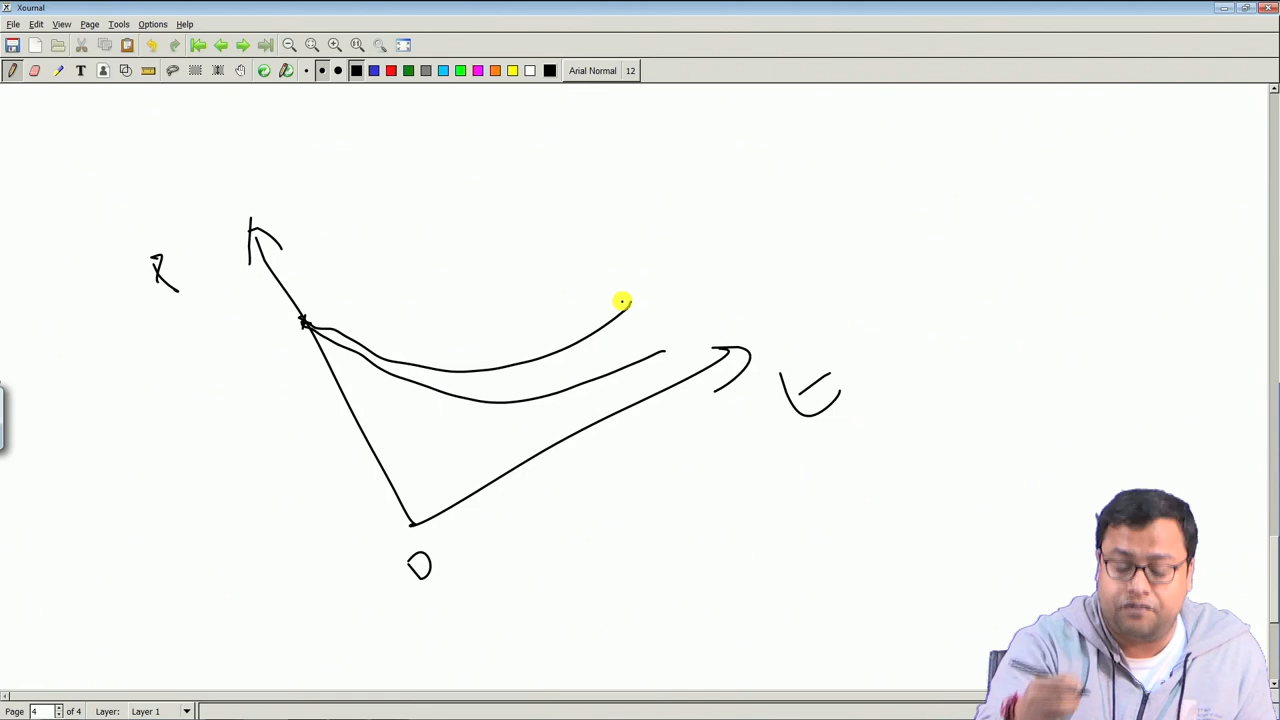 Xournal
File Edit View Page Tools Options Help
Arial Normal 12
O
Page 4 of 4 Layer: Layer 1